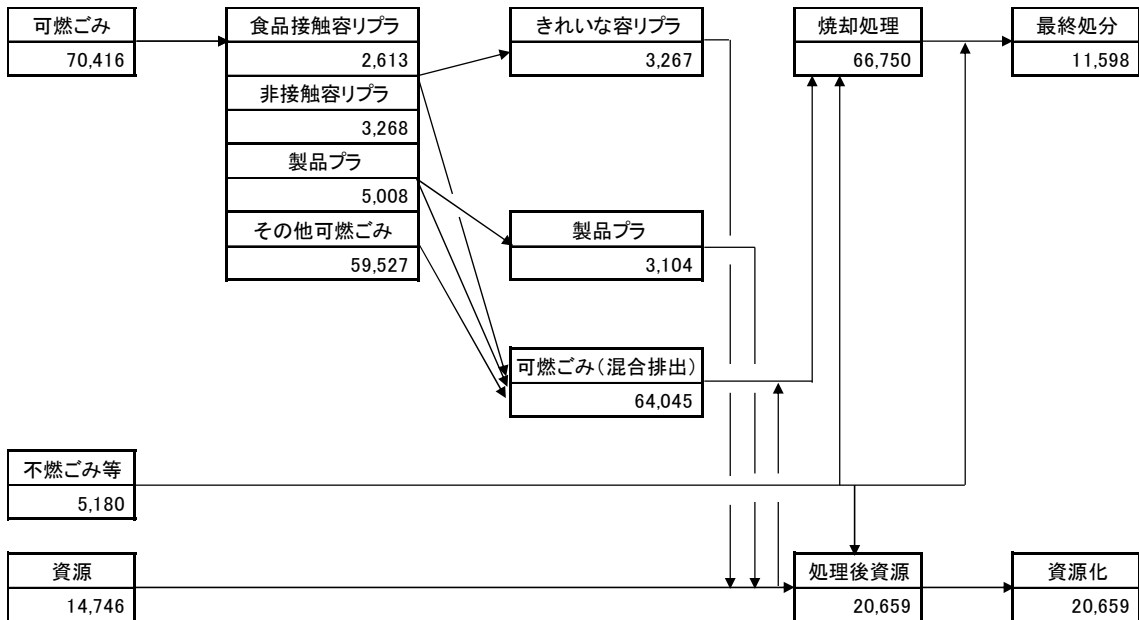 可燃ごみ
70,416
食品接触容リプラ
2,613
非接触容リプラ
3,268
製品プラ
5,008
その他可燃ごみ
59,527
きれいな容リプラ
3,267
製品プラ
3,104
可燃ごみ（混合排出）
64,045
焼却処理
66,750
最終処分
11,598
不燃ごみ等
5,180
資源
14,746
処理後資源
20,659
資源化
20,659